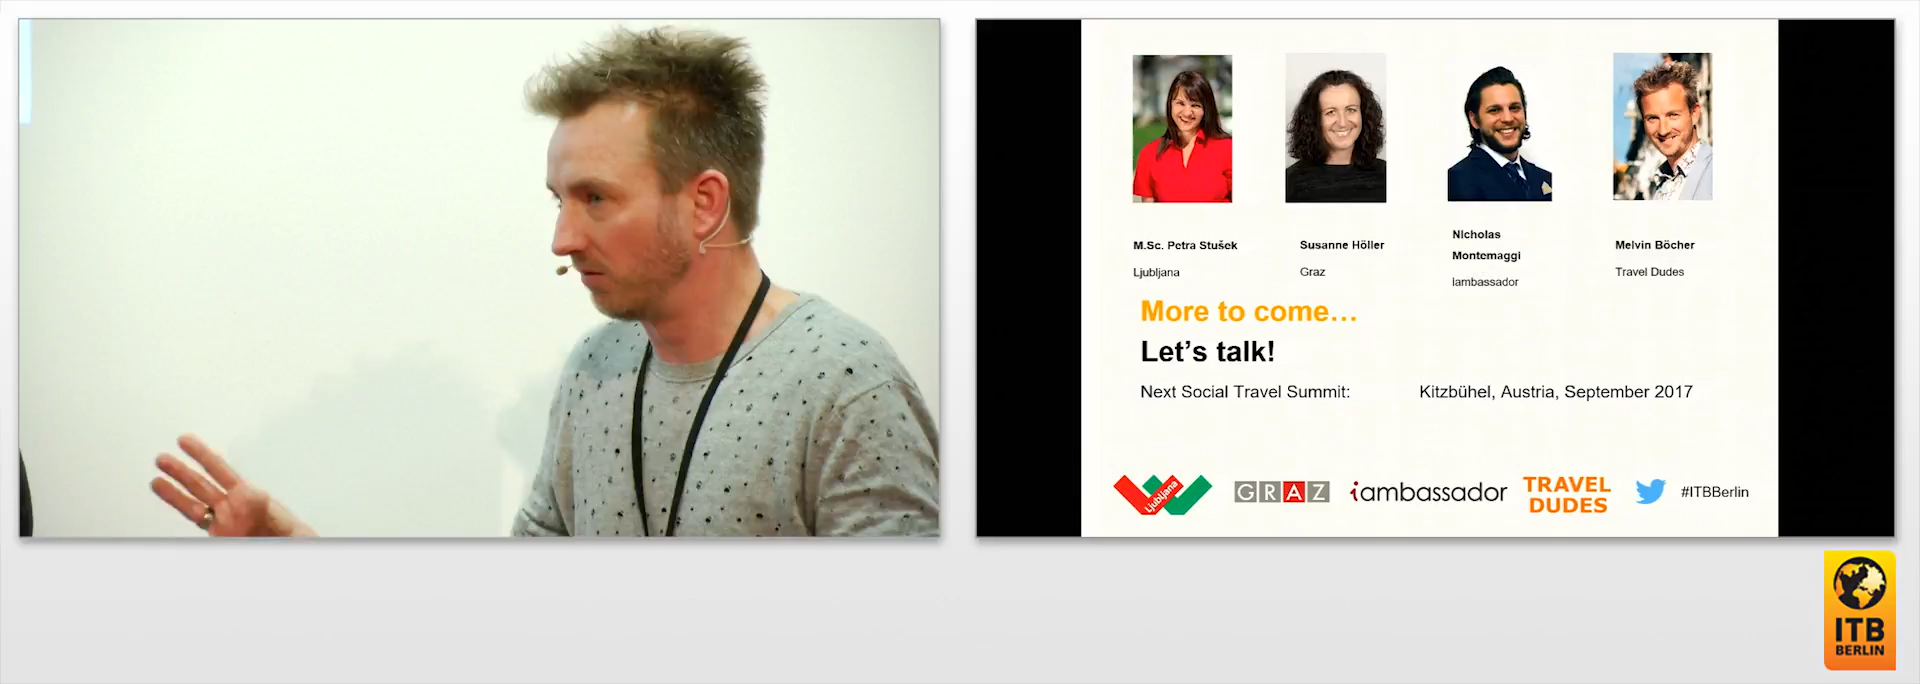 M.Sc. Petra Stušek
Ljubljana
Susanne Höller
Graz
Nicholas
Montemaggi
Iambassador
Melvin Böcher
Travel Dudes
More to come…
Let's talk!
Next Social Travel Summit: Kitzbühel, Austria, September 2017
Ljubljana
GRAZ
iambassador
TRAVEL
DUDES
#ITBBerlin
ITB
BERLIN